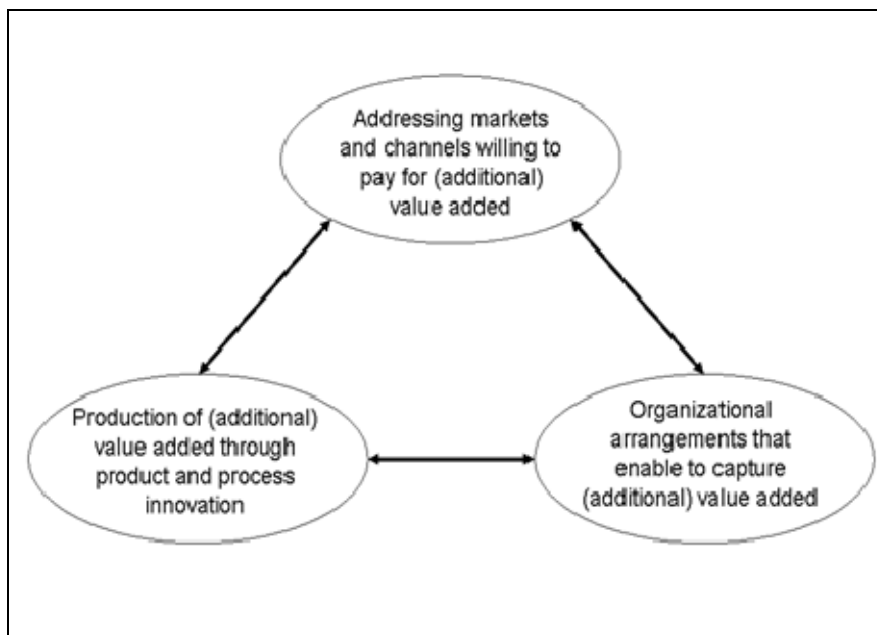 Addressing markets
and channels willing to
pay for (additional)
value added
Production of (additional)
value added through
product and process
innovation
Organizational
arrangements that
enable to capture
(additional) value added